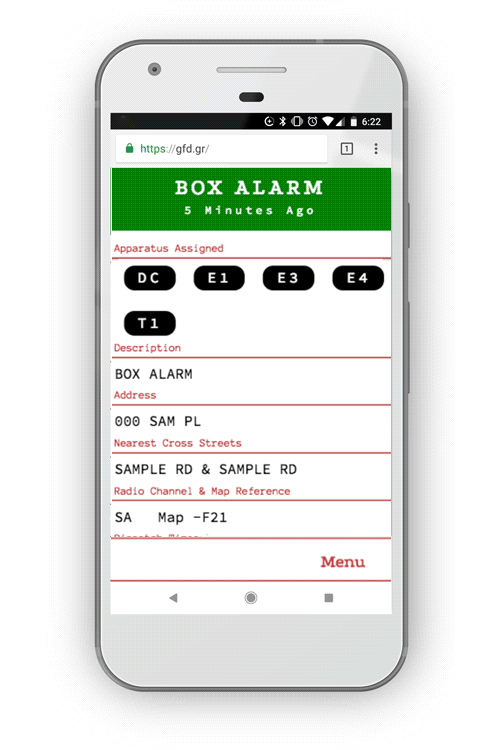 6:22
https://gfd.gr/
1
BOX ALARM
5 Minutes Ago
Apparatus Assigned
DC E1 E3 E4
T1
Description
BOX ALARM
Address
000 SAM PL
Nearest Cross Streets
SAMPLE RD & SAMPLE RD
Radio Channel & Map Reference
SA Map -F21
Menu